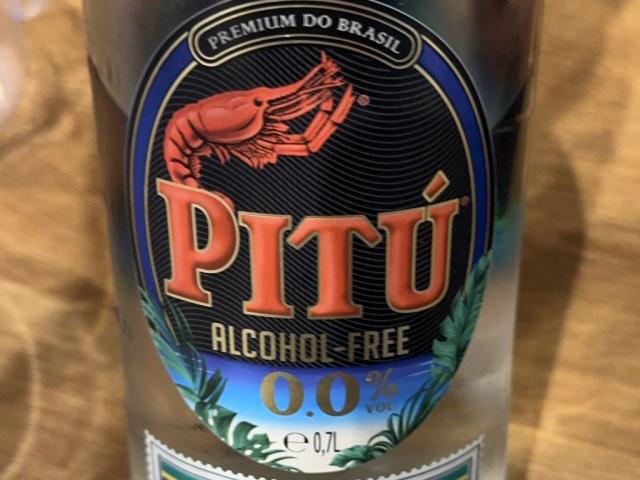 PREMIUM DO BRASIL
PITÚ
ALCOHOL-FREE
0.0% VOL.
℮ 0,7L